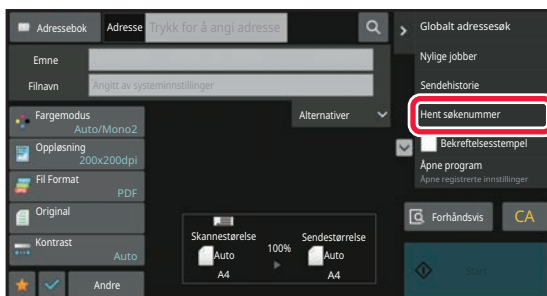 Adressebok
Adresse
Trykk for å angi adresse
Emne
Filnavn
Angitt av systeminnstillinger
Fargemodus
Auto/Mono2
Oppløsning
200x200dpi
Fil Format
PDF
Original
Kontrast
Auto
Andre
Alternativer
Skannestørelse
Auto
A4
100%
Sendestørrelse
Auto
A4
Globalt adressesøk
Nylige jobber
Sendehistorie
Hent søkenummer
Bekreftelsesstempel
Åpne program
Åpne registrerte innstillinger
Forhåndsvis
CA
Start